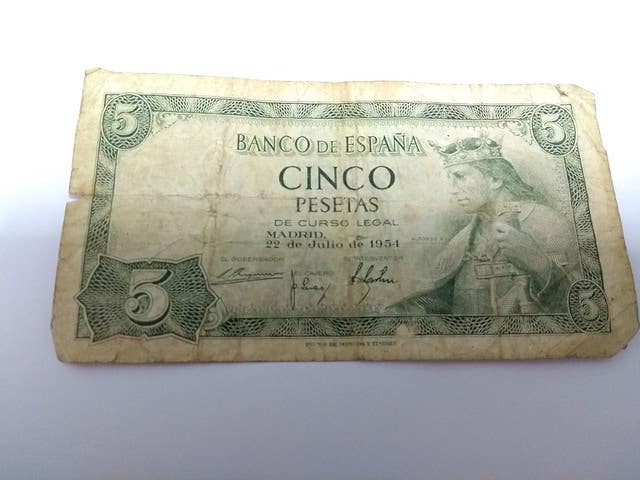 5 5
BANCO DE ESPAÑA
CINCO
PESETAS
DE CURSO LEGAL
MADRID,
22 de Julio de 1954
ALFONSO X
EL GOBERNADOR EL CAJERO EL INTERVENTOR
5 5